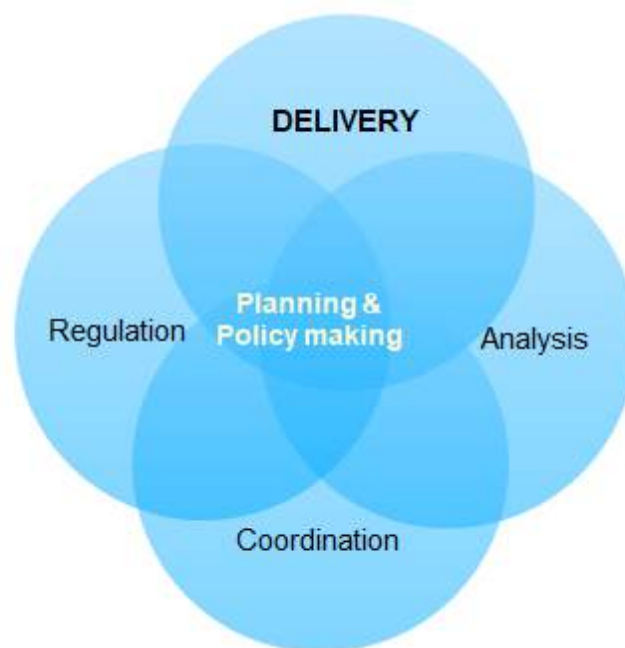 DELIVERY
Planning &
Policy making
Regulation
Analysis
Coordination